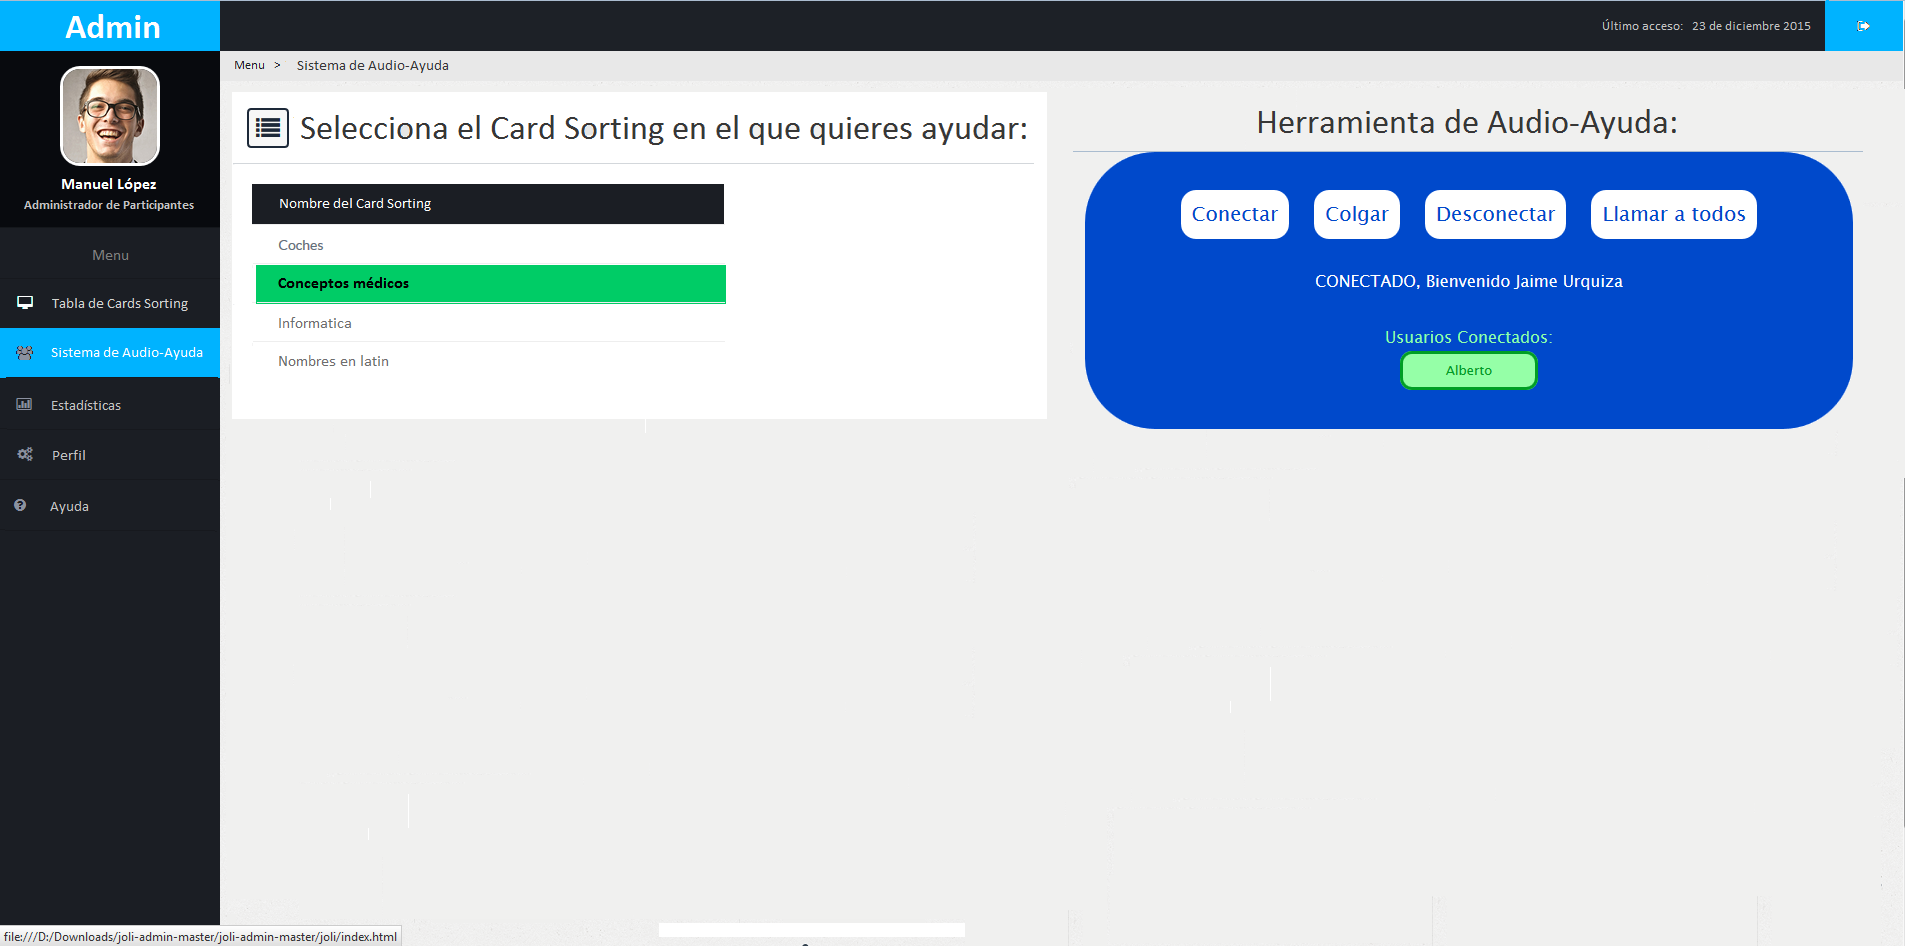 Admin
Último acceso: 23 de diciembre 2015
Menu > Sistema de Audio-Ayuda
Manuel López
Administrador de Participantes
Menu
Tabla de Cards Sorting
Sistema de Audio-Ayuda
Estadísticas
Perfil
Ayuda
Selecciona el Card Sorting en el que quieres ayudar:
Nombre del Card Sorting
Coches
Conceptos médicos
Informatica
Nombres en latin
Herramienta de Audio-Ayuda:
Conectar Colgar Desconectar Llamar a todos
CONECTADO, Bienvenido Jaime Urquiza
Usuarios Conectados:
Alberto
file:///D:/Downloads/joli-admin-master/joli-admin-master/joli/index.html